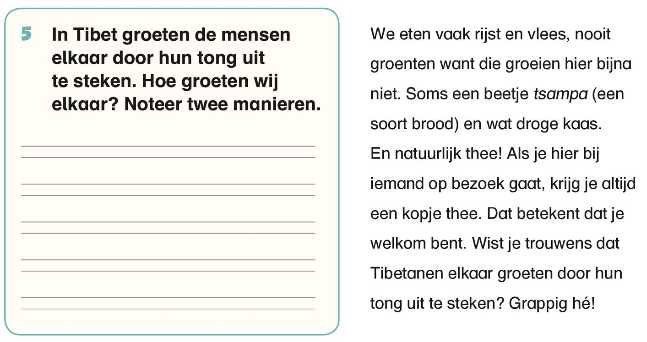 5 In Tibet groeten de mensen
elkaar door hun tong uit
te steken. Hoe groeten wij
elkaar? Noteer twee manieren.
We eten vaak rijst en vlees, nooit
groenten want die groeien hier bijna
niet. Soms een beetje tsampa (een
soort brood) en wat droge kaas.
En natuurlijk thee! Als je hier bij
iemand op bezoek gaat, krijg je altijd
een kopje thee. Dat betekent dat je
welkom bent. Wist je trouwens dat
Tibetanen elkaar groeten door hun
tong uit te steken? Grappig hé!